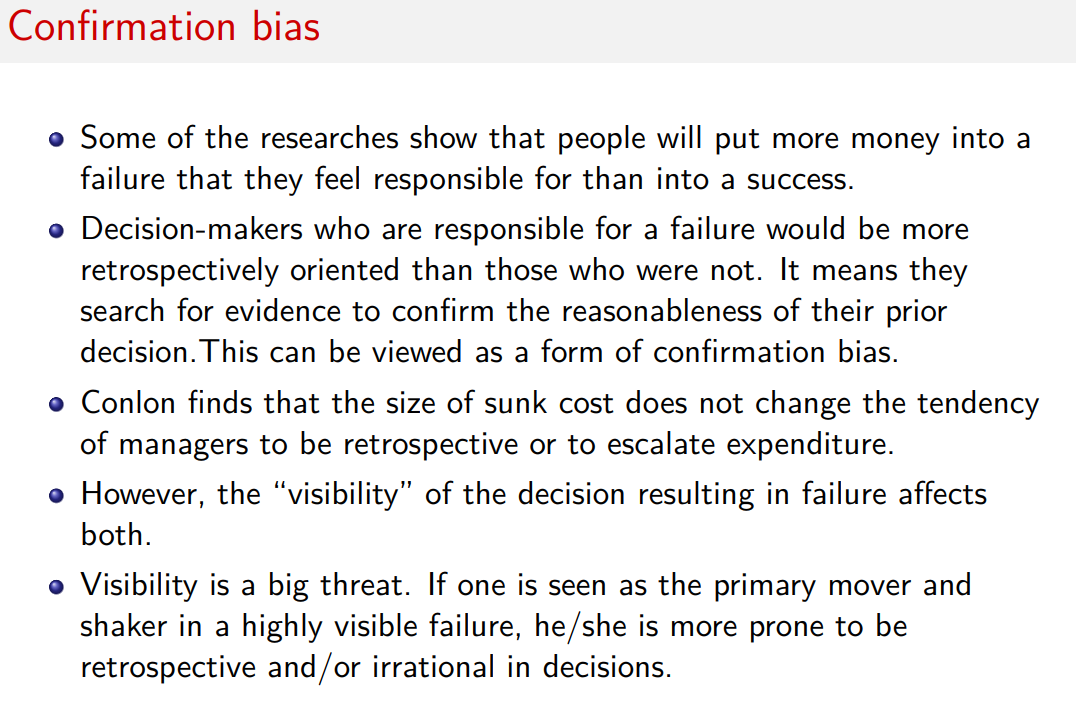 Confirmation bias
Some of the researches show that people will put more money into a
failure that they feel responsible for than into a success.
Decision-makers who are responsible for a failure would be more
retrospectively oriented than those who were not. It means they
search for evidence to confirm the reasonableness of their prior
decision.This can be viewed as a form of confirmation bias.
Conlon finds that the size of sunk cost does not change the tendency
of managers to be retrospective or to escalate expenditure.
However, the “visibility” of the decision resulting in failure affects
both.
Visibility is a big threat. If one is seen as the primary mover and
shaker in a highly visible failure, he/she is more prone to be
retrospective and/or irrational in decisions.